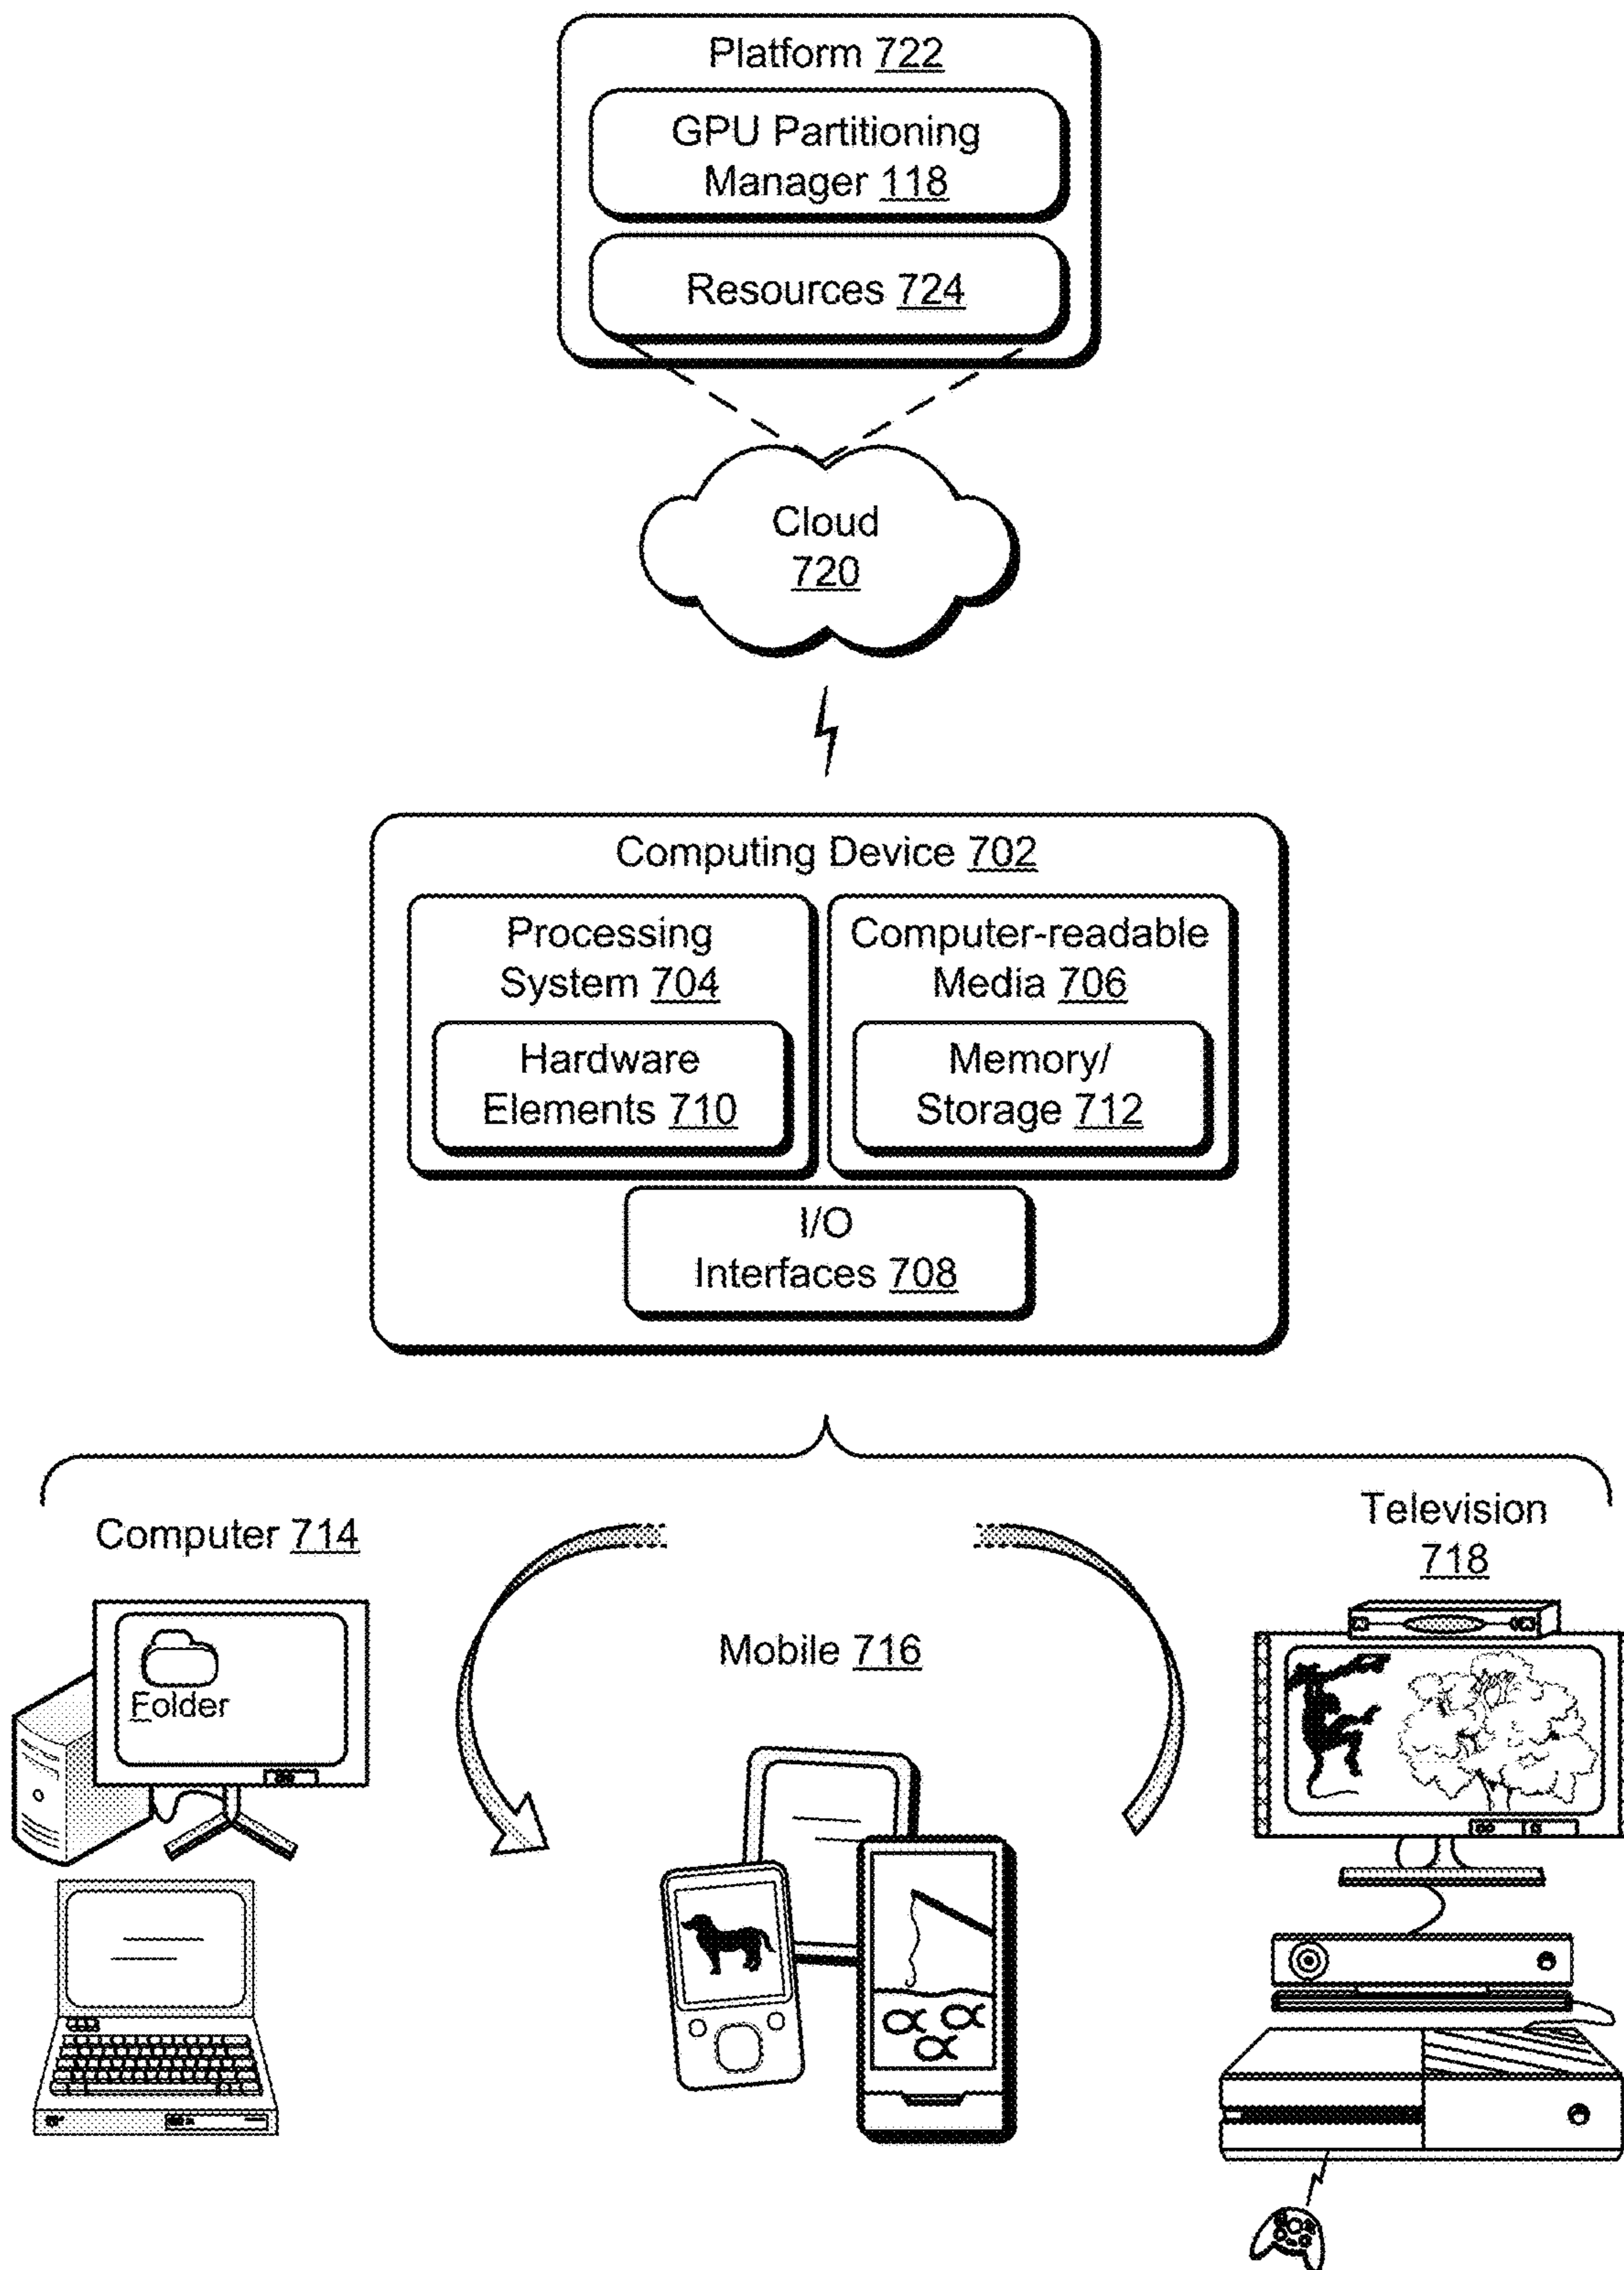 Platform 722
GPU Partitioning
Manager 118
Resources 724
Cloud
720
Computing Device 702
Processing
System 704
Hardware
Elements 710
Computer-readable
Media 706
Memory/
Storage 712
I/O
Interfaces 708
Computer 714
Folder
Mobile 716
Television
718